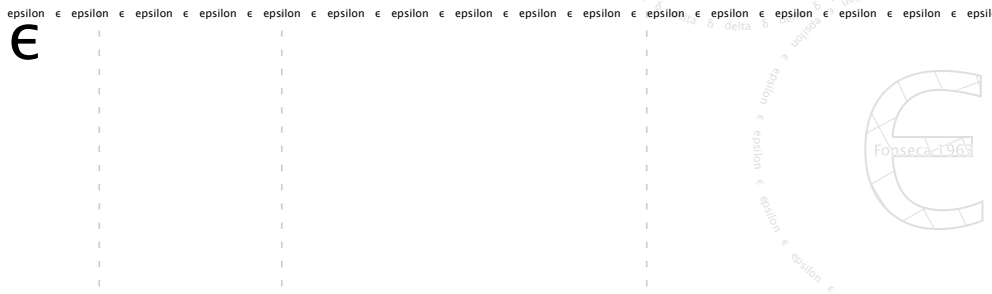 epsilon є epsilon є epsilon є epsilon є epsilon є epsilon є epsilon є epsilon є epsilon є epsilon є epsilon є epsilon є epsilon є epsilon є epsilon є epsil
є
δ delta δ
є epsilon є epsilon є epsilon є epsilon є epsilon є
є
Fonseca 1963